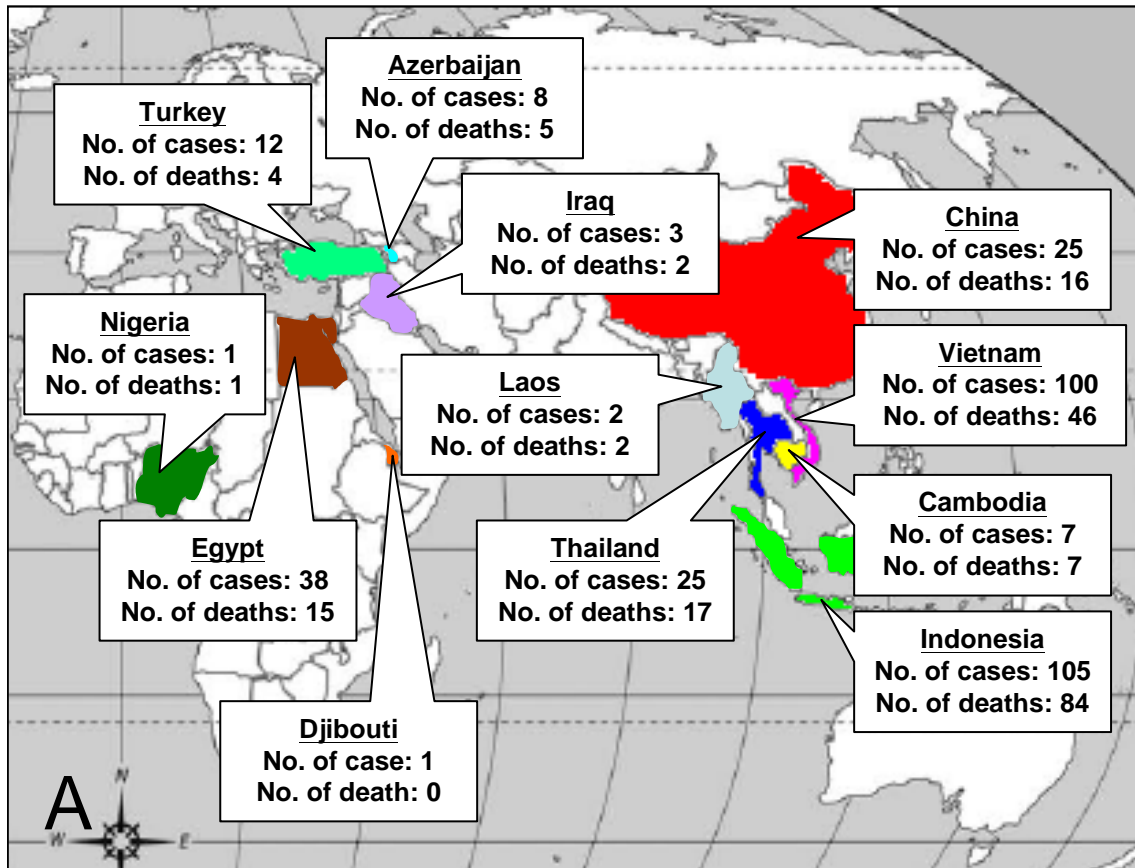 Azerbaijan
No. of cases: 8
No. of deaths: 5
Turkey
No. of cases: 12
No. of deaths: 4
Iraq
No. of cases: 3
No. of deaths: 2
China
No. of cases: 25
No. of deaths: 16
Nigeria
No. of cases: 1
No. of deaths: 1
Laos
No. of cases: 2
No. of deaths: 2
Vietnam
No. of cases: 100
No. of deaths: 46
Egypt
No. of cases: 38
No. of deaths: 15
Thailand
No. of cases: 25
No. of deaths: 17
Cambodia
No. of cases: 7
No. of deaths: 7
Indonesia
No. of cases: 105
No. of deaths: 84
Djibouti
No. of case: 1
No. of death: 0
A
N
W E
S